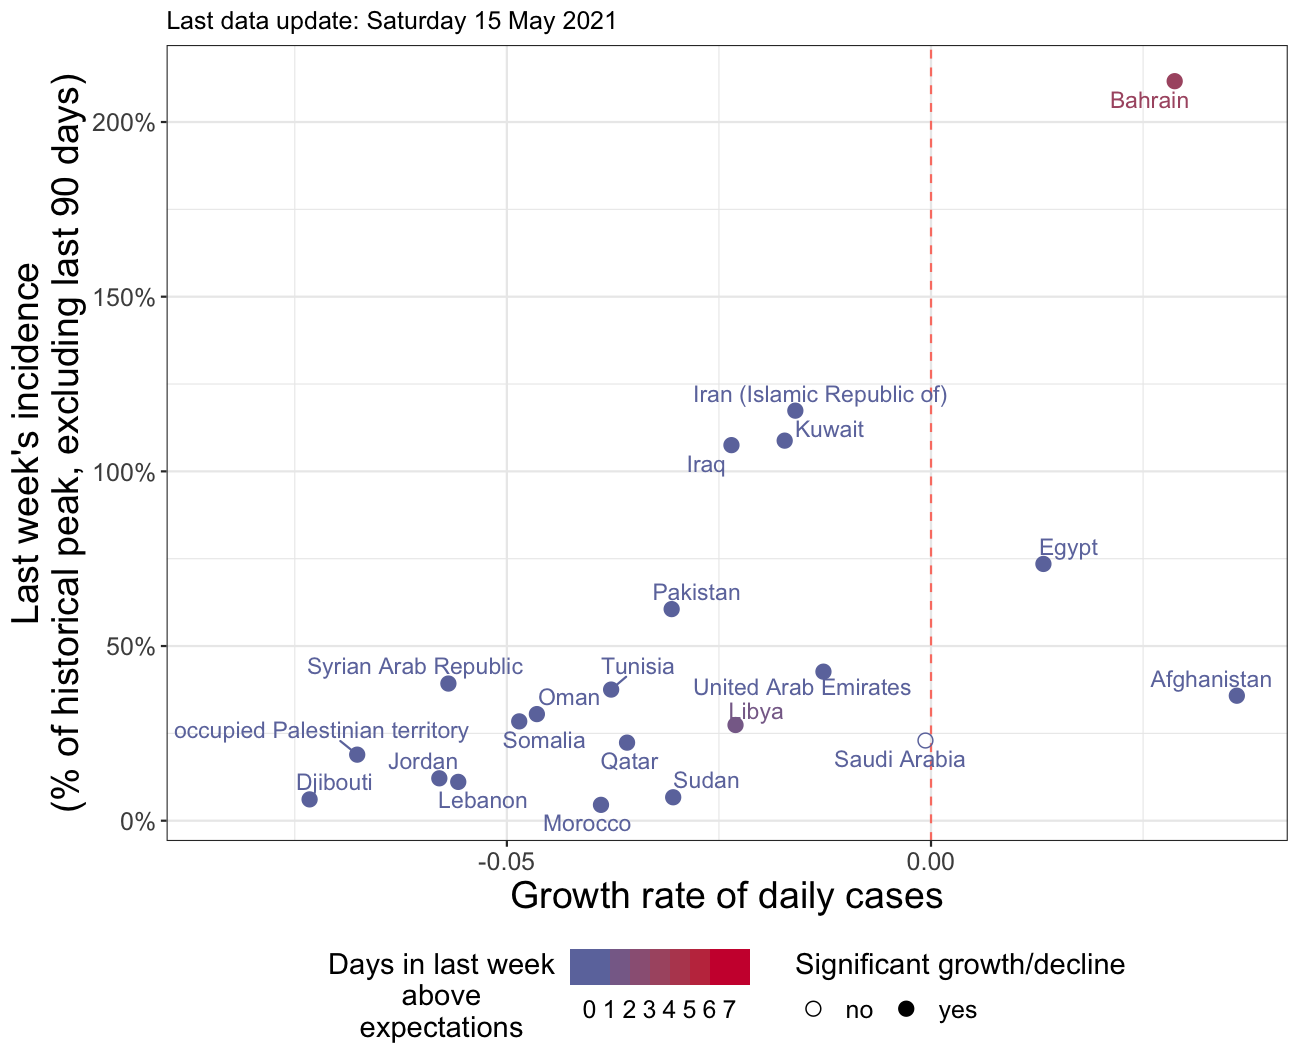 Last data update: Saturday 15 May 2021
Last week's incidence
(% of historical peak, excluding last 90 days)
200%
150%
100%
50%
0%
Bahrain
Iran (Islamic Republic of)
Kuwait
Iraq
Egypt
Pakistan
Syrian Arab Republic
Tunisia
Afghanistan
United Arab Emirates
Oman
Libya
occupied Palestinian territory
Somalia
Saudi Arabia
Jordan
Qatar
Djibouti
Sudan
Lebanon
Morocco
-0.05
0.00
Growth rate of daily cases
Days in last week
above
expectations
0 1 2 3 4 5 6 7
Significant growth/decline
no
yes